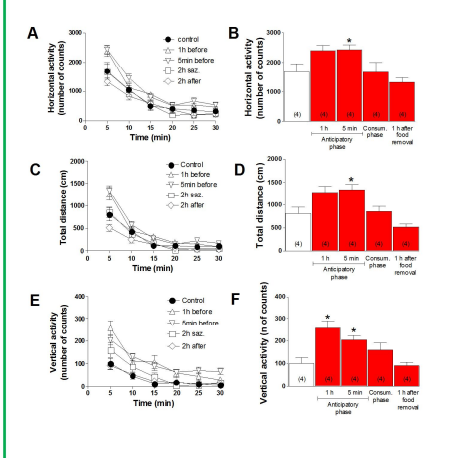 A
Horizontal activity
(number of counts)
3000
2000
1000
0
0 5 10 15 20 25 30
Time (min)
control
1h before
5min before
2h saz.
2h after
B
Horizontal activity
(number of counts)
3000
2000
1000
0
*
(4) (4) (4) (4) (4)
1 h 5 min Consum. 1 h after
phase food
removal
Anticipatory
phase
C
Total distance
(cm)
2000
1500
1000
500
0
0 5 10 15 20 25 30
Time (min)
Control
1h before
5min before
2h saz.
2h after
D
Total distance
(cm)
2000
1500
1000
500
0
*
(4) (4) (4) (4) (4)
1 h 5 min Consum. 1 h after
phase food
removal
Anticipatory
phase
E
Vertical activity
(number of counts)
400
300
200
100
0
0 5 10 15 20 25 30
Time (min)
Control
1h before
5min before
2h saz.
2h after
F
Vertical activity (n of counts)
400
300
200
100
0
* *
(4) (4) (4) (4) (4)
1 h 5 min Consum. 1 h after
phase food
removal
Anticipatory
phase